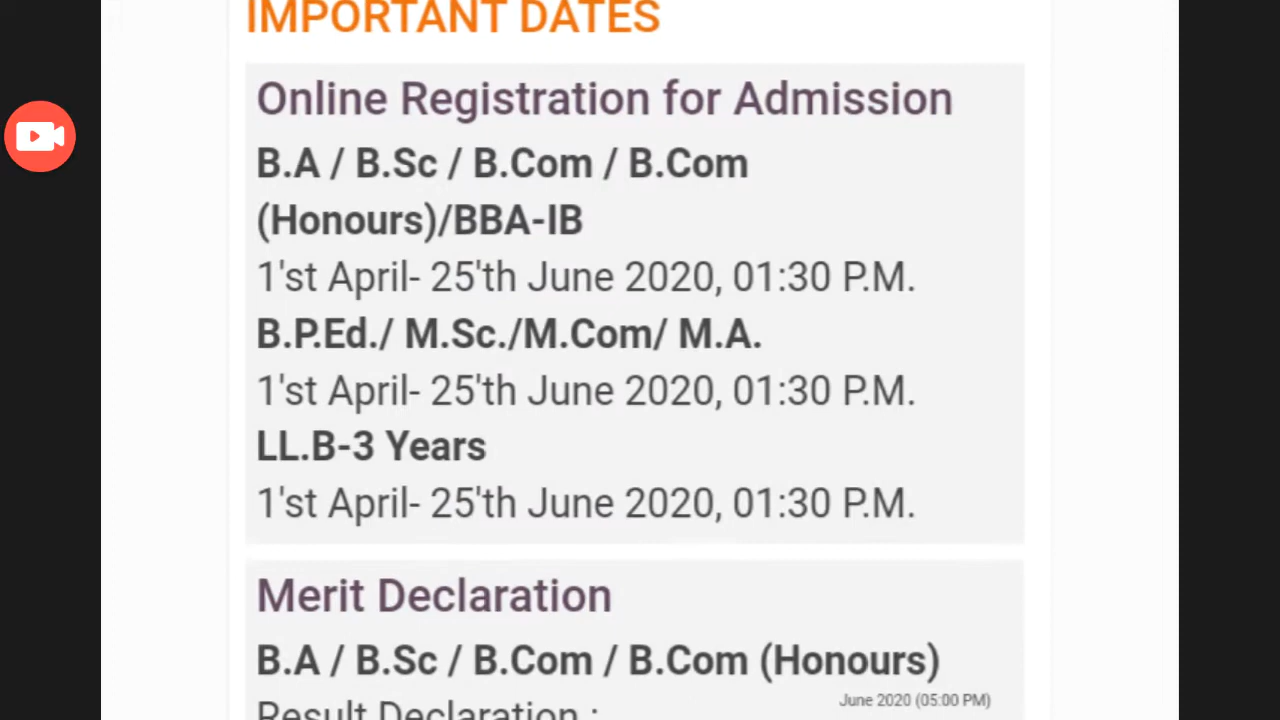 IMPORTANT DATES
Online Registration for Admission
B.A / B.Sc / B.Com / B.Com
(Honours)/BBA-IB
1'st April- 25'th June 2020, 01:30 P.M.
B.P.Ed./ M.Sc./M.Com/ M.A.
1'st April- 25'th June 2020, 01:30 P.M.
LL.B-3 Years
1'st April- 25'th June 2020, 01:30 P.M.
Merit Declaration
B.A / B.Sc / B.Com / B.Com (Honours)
June 2020 (05:00 PM)
Result Declaration :